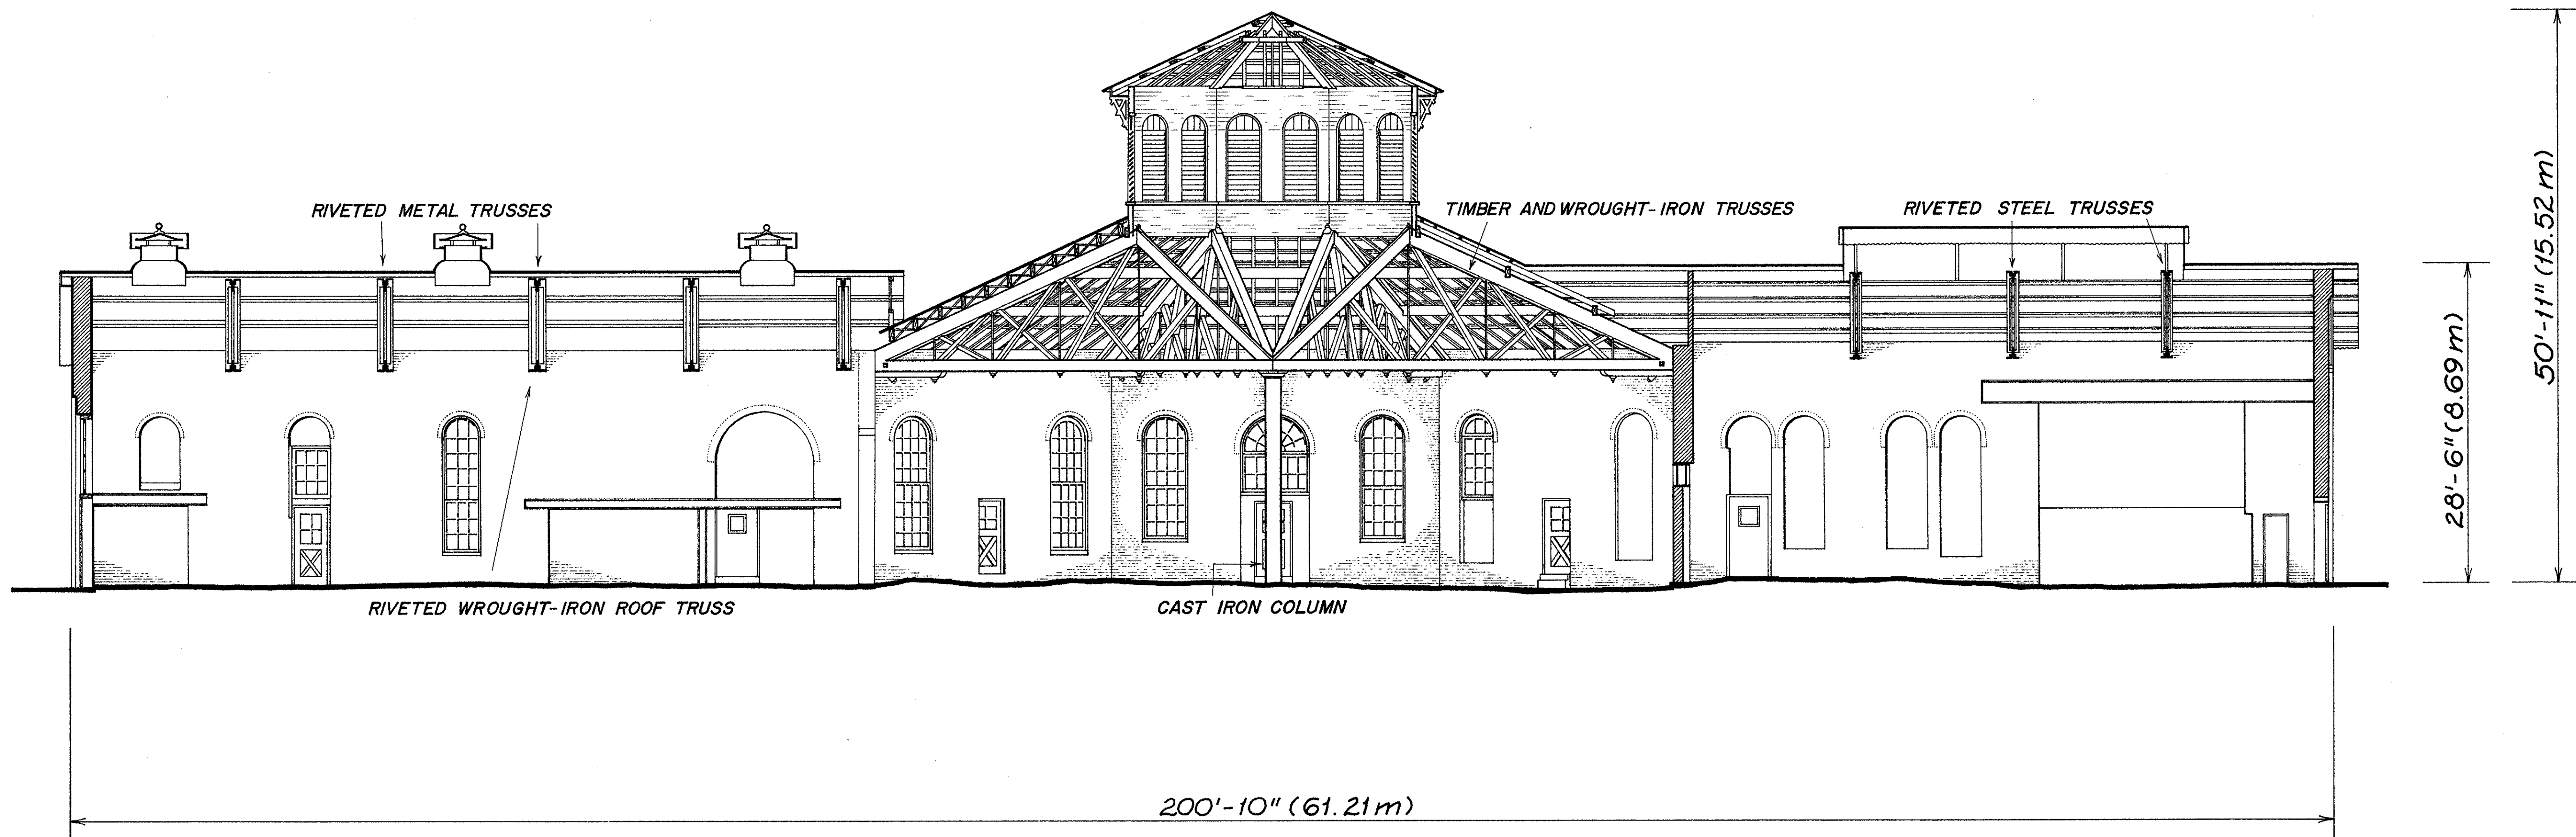 RIVETED METAL TRUSSES
TIMBER AND WROUGHT-IRON TRUSSES
RIVETED STEEL TRUSSES
50'-11" (15.52 m)
28'-6" (8.69 m)
RIVETED WROUGHT-IRON ROOF TRUSS
CAST IRON COLUMN
200'-10" (61.21 m)